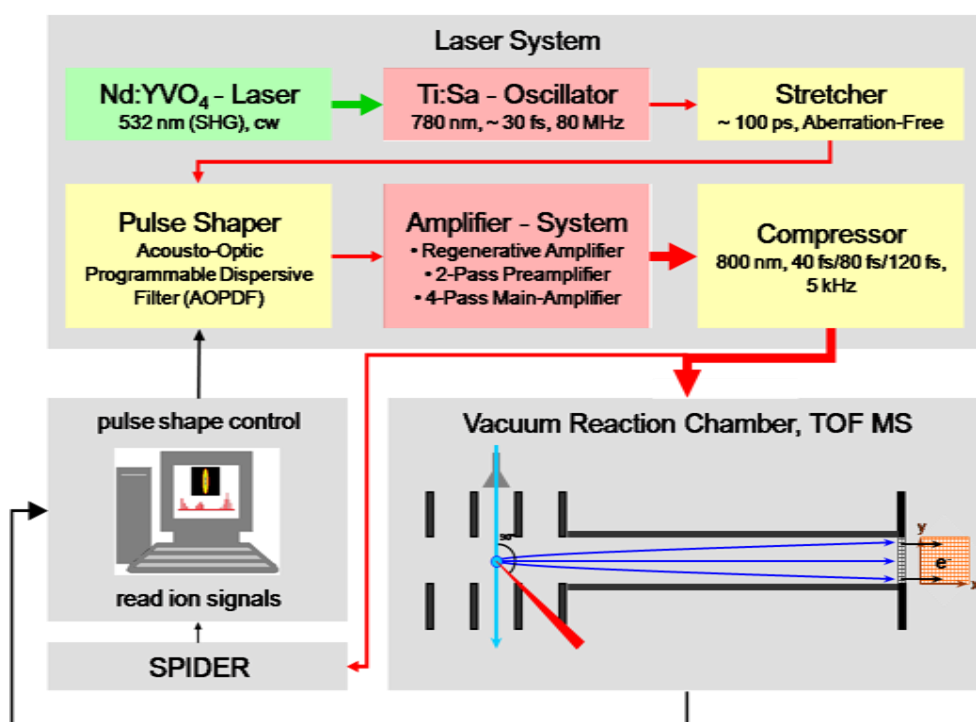 Laser System
Nd:YVO₄ - Laser
532 nm (SHG), cw
Ti:Sa - Oscillator
780 nm, ~ 30 fs, 80 MHz
Stretcher
~ 100 ps, Aberration-Free
Pulse Shaper
Acousto-Optic
Programmable Dispersive
Filter (AOPDF)
Amplifier - System
• Regenerative Amplifier
• 2-Pass Preamplifier
• 4-Pass Main-Amplifier
Compressor
800 nm, 40 fs/80 fs/120 fs,
5 kHz
pulse shape control
read ion signals
SPIDER
Vacuum Reaction Chamber, TOF MS
y
e⁻
x